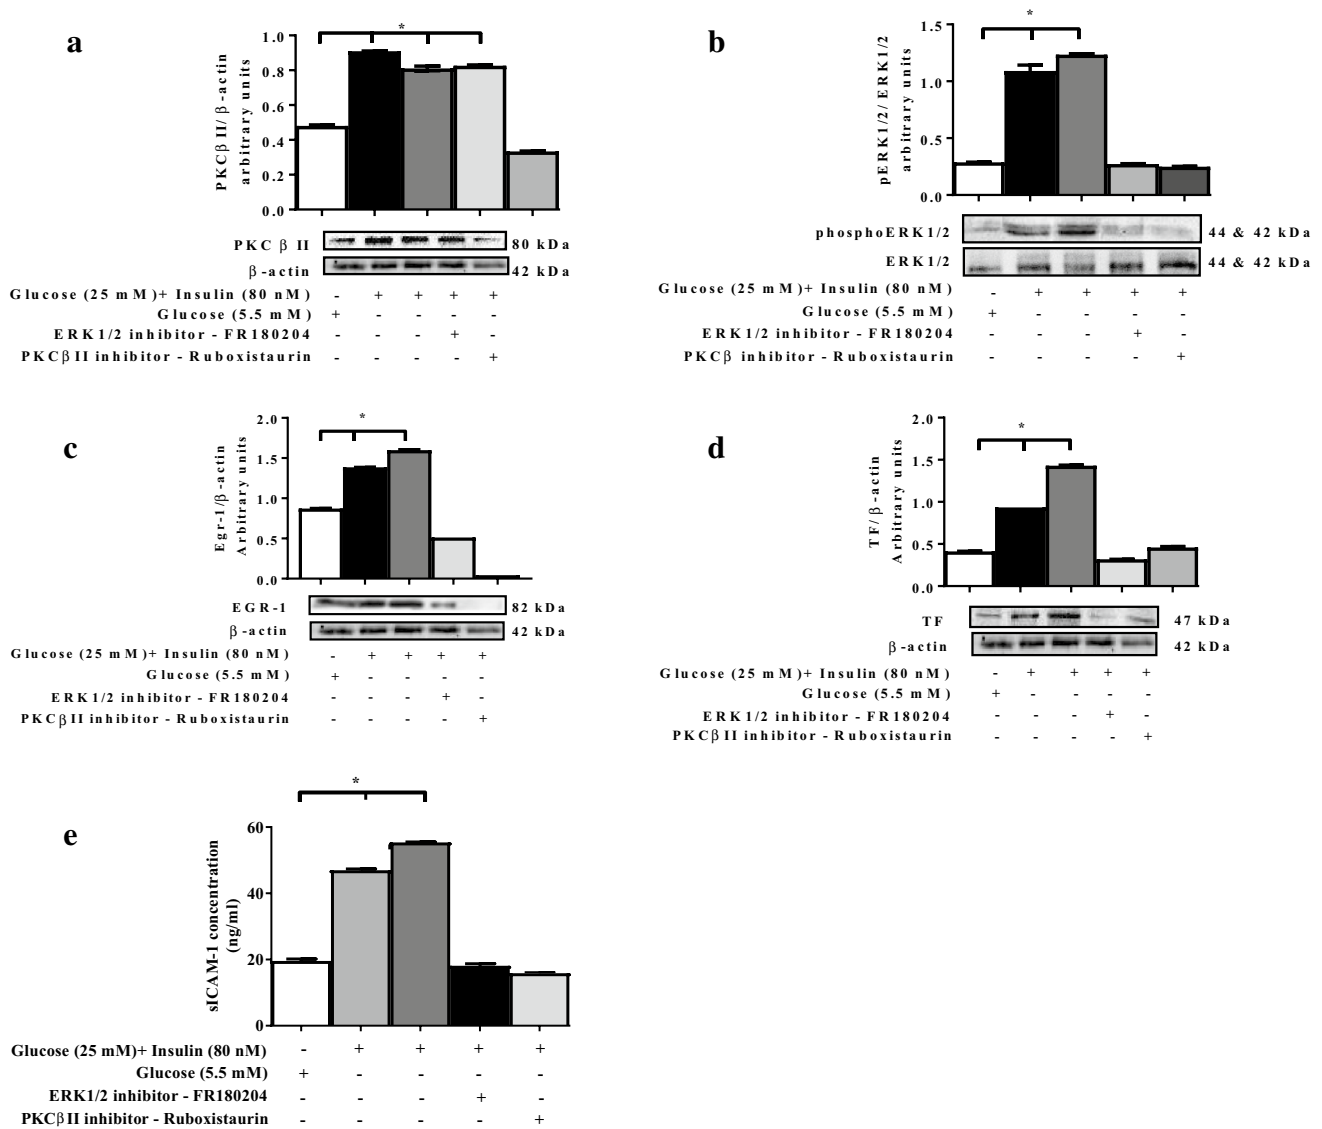 a
PKCβII/β-actin
arbitrary units
*
1.0
0.8
0.6
0.4
0.2
0.0
PKC β II
80 kDa
β-actin
42 kDa
Glucose (25 mM)+ Insulin (80 nM) - + + + +
Glucose (5.5 mM) + - - - -
ERK1/2 inhibitor - FR180204 - - - + -
PKCβII inhibitor - Ruboxistaurin - - - - +
b
pERK1/2/ERK1/2
arbitrary units
*
1.5
1.0
0.5
0.0
phosphoERK1/2
44 & 42 kDa
ERK1/2
44 & 42 kDa
Glucose (25 mM)+ Insulin (80 nM) - + + + +
Glucose (5.5 mM) + - - - -
ERK1/2 inhibitor - FR180204 - - - + -
PKCβ inhibitor - Ruboxistaurin - - - - +
c
Egr-1/β-actin
Arbitrary units
*
2.0
1.5
1.0
0.5
0.0
EGR-1
82 kDa
β-actin
42 kDa
Glucose (25 mM)+ Insulin (80 nM) - + + + +
Glucose (5.5 mM) + - - - -
ERK1/2 inhibitor - FR180204 - - - + -
PKCβII inhibitor - Ruboxistaurin - - - - +
d
TF/β-actin
Arbitrary units
*
2.0
1.5
1.0
0.5
0.0
TF
47 kDa
β-actin
42 kDa
Glucose (25 mM)+ Insulin (80 nM) - + + + +
Glucose (5.5 mM) + - - - -
ERK1/2 inhibitor - FR180204 - - - + -
PKCβII inhibitor - Ruboxistaurin - - - - +
e
sICAM-1 concentration
(ng/ml)
*
60
40
20
0
Glucose (25 mM)+ Insulin (80 nM) - + + + +
Glucose (5.5 mM) + - - - -
ERK1/2 inhibitor - FR180204 - - - + -
PKCβII inhibitor - Ruboxistaurin - - - - +